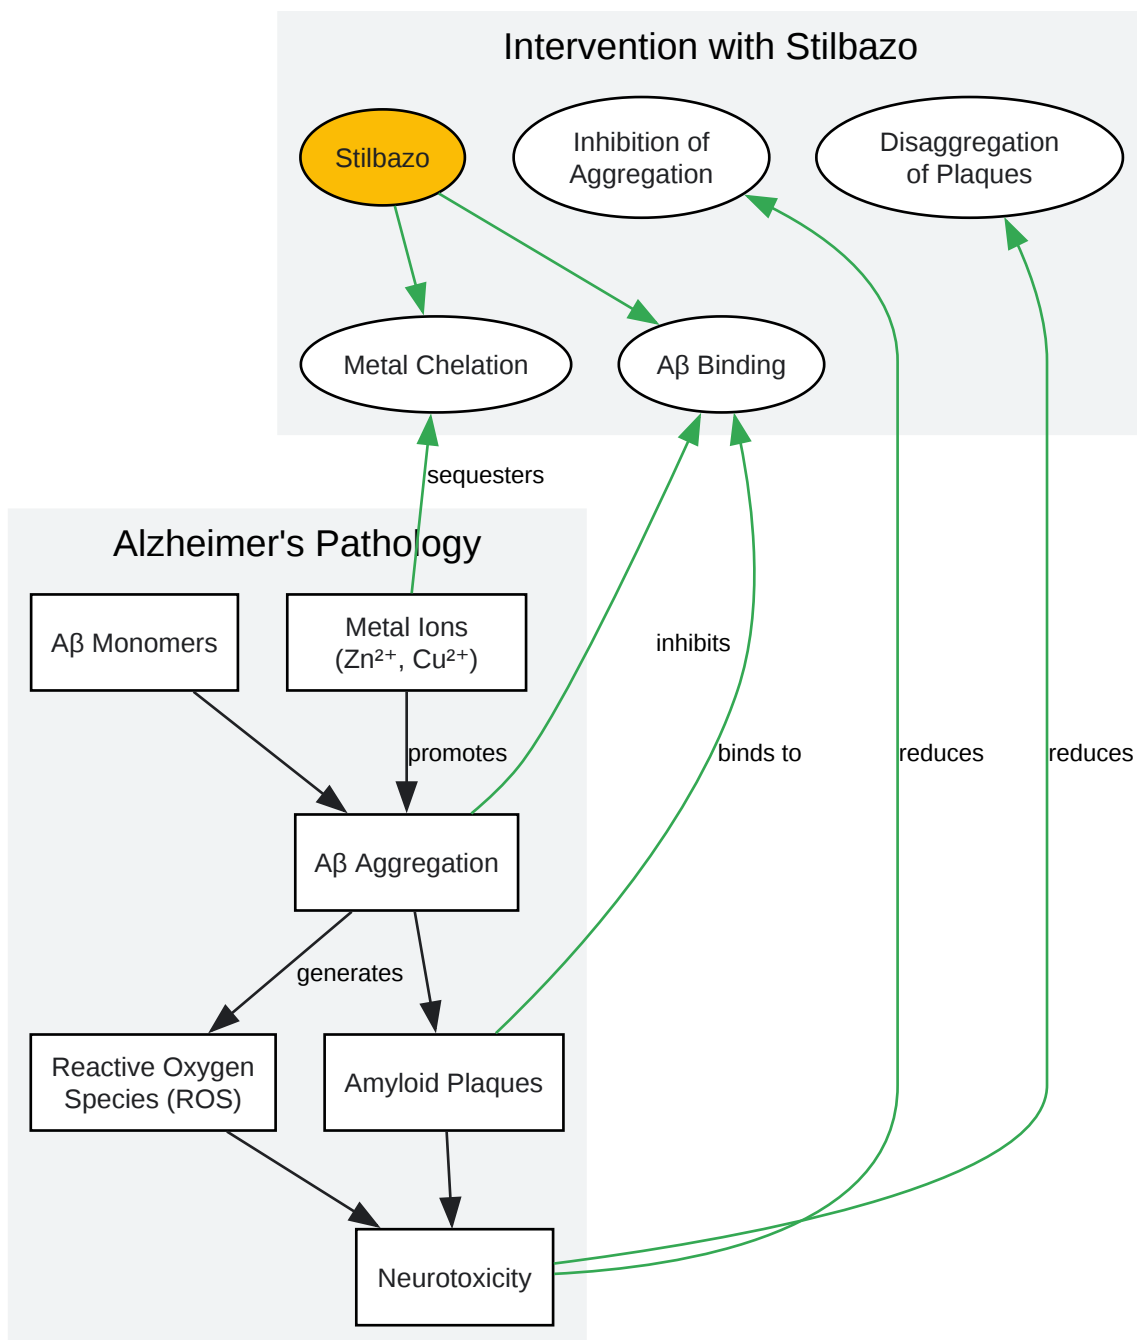 Intervention with Stilbazo
Stilbazo
Inhibition of
Aggregation
Disaggregation
of Plaques
Metal Chelation
Aβ Binding
sequesters
Alzheimer's Pathology
Aβ Monomers
Metal Ions
(Zn²⁺, Cu²⁺)
inhibits
promotes
binds to
reduces
reduces
Aβ Aggregation
generates
Reactive Oxygen
Species (ROS)
Amyloid Plaques
Neurotoxicity